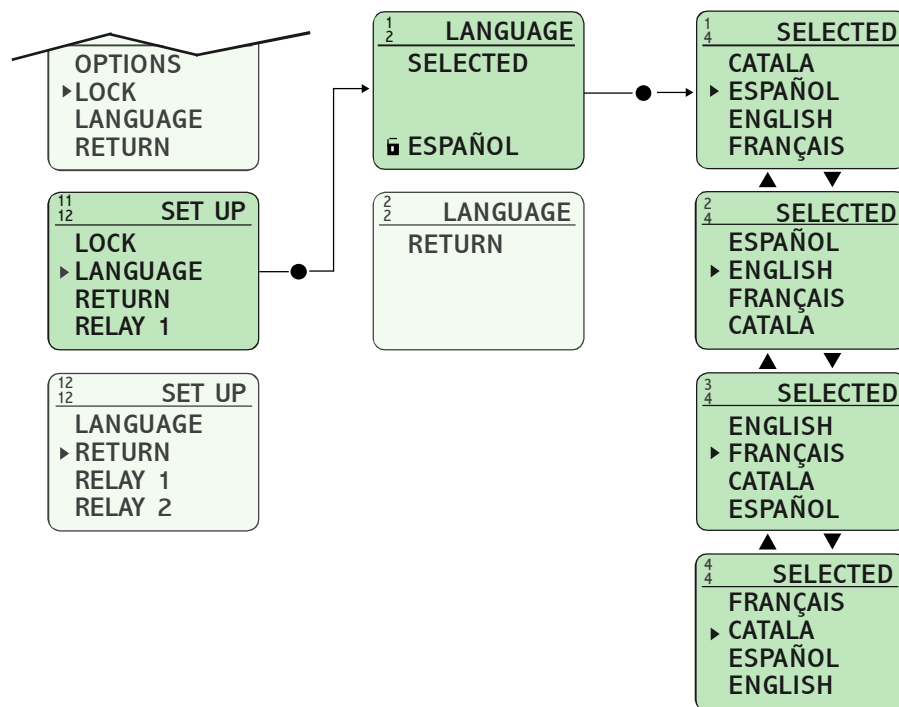 OPTIONS
LOCK
LANGUAGE
RETURN
11
12
SET UP
LOCK
LANGUAGE
RETURN
RELAY 1
12
12
SET UP
LANGUAGE
RETURN
RELAY 1
RELAY 2
1
2
LANGUAGE
SELECTED
ESPAÑOL
2
2
LANGUAGE
RETURN
1
4
SELECTED
CATALA
ESPAÑOL
ENGLISH
FRANÇAIS
2
4
SELECTED
ESPAÑOL
ENGLISH
FRANÇAIS
CATALA
3
4
SELECTED
ENGLISH
FRANÇAIS
CATALA
ESPAÑOL
4
4
SELECTED
FRANÇAIS
CATALA
ESPAÑOL
ENGLISH